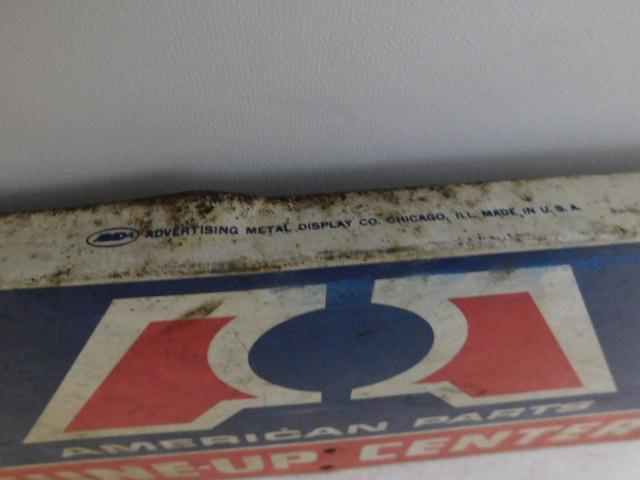 AMD ADVERTISING METAL DISPLAY CO. CHICAGO, ILL. MADE IN U.S.A.
AMERICAN PARTS
TUNE-UP CENTER